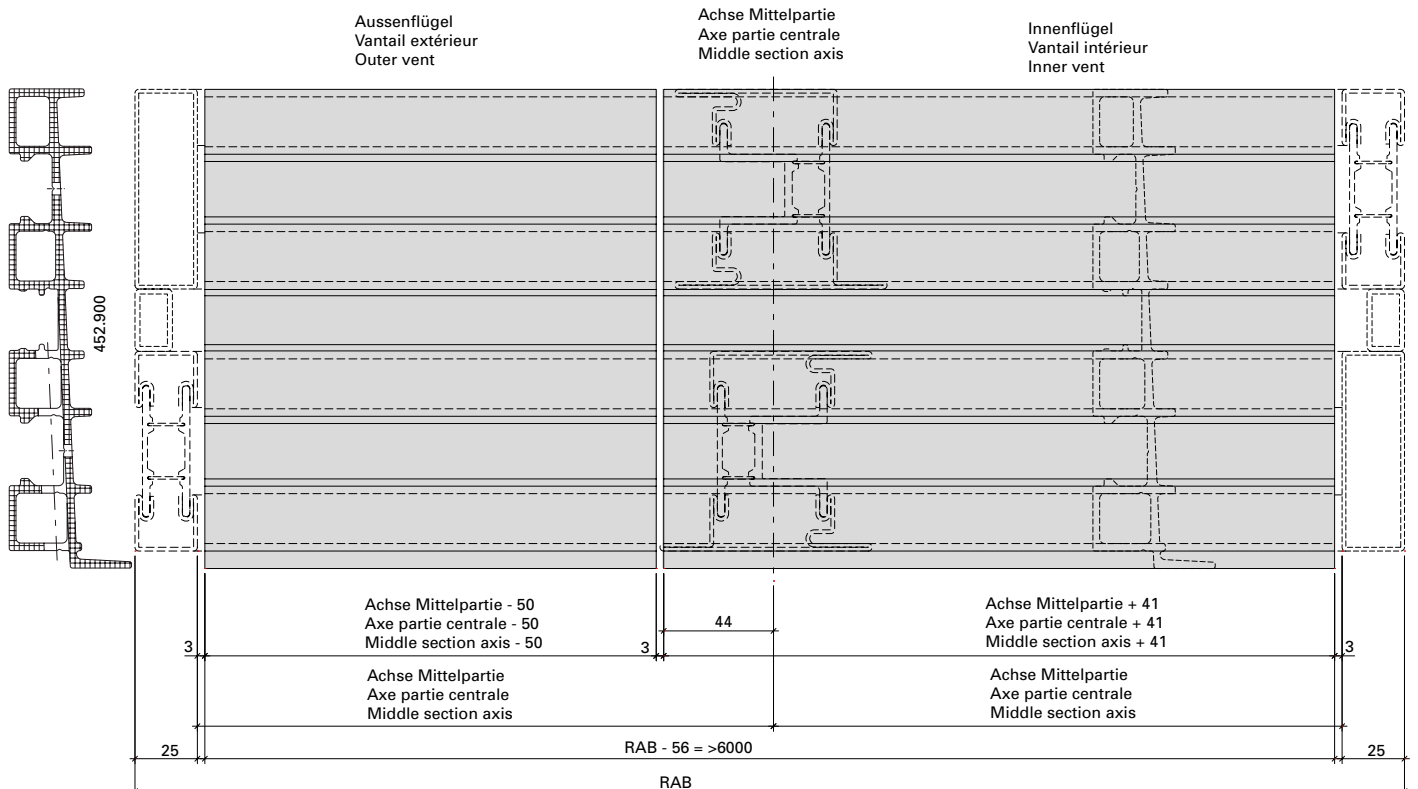 Aussenflügel
Vantail extérieur
Outer vent
Achse Mittelpartie
Axe partie centrale
Middle section axis
Innenflügel
Vantail intérieur
Inner vent
452.900
Achse Mittelpartie - 50
Axe partie centrale - 50
Middle section axis - 50
44
Achse Mittelpartie + 41
Axe partie centrale + 41
Middle section axis + 41
3
3
3
Achse Mittelpartie
Axe partie centrale
Middle section axis
Achse Mittelpartie
Axe partie centrale
Middle section axis
25
RAB - 56 = >6000
25
RAB